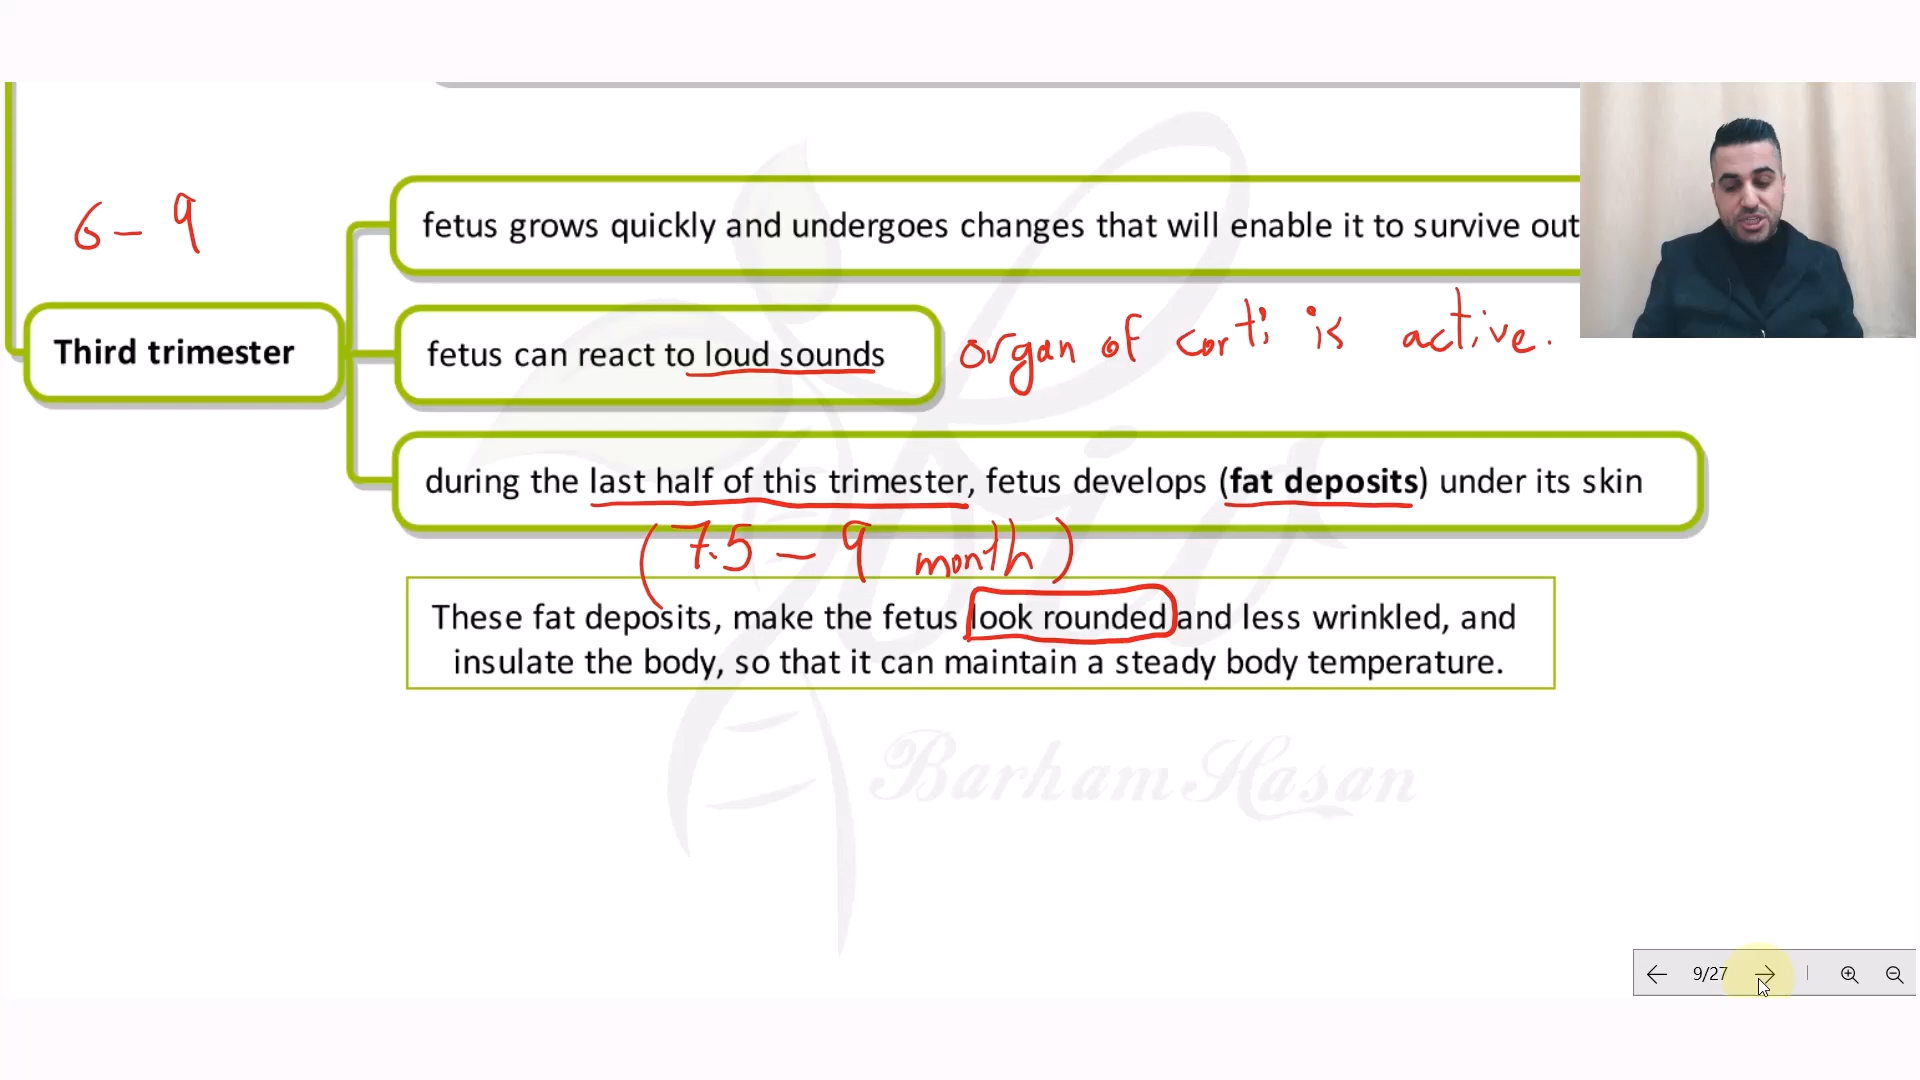 6 – 9
fetus grows quickly and undergoes changes that will enable it to survive out
Third trimester
fetus can react to loud sounds
organ of corti is active.
during the last half of this trimester, fetus develops (fat deposits) under its skin
(7.5 – 9 month)
These fat deposits, make the fetus look rounded and less wrinkled, and
insulate the body, so that it can maintain a steady body temperature.
Barham Hasan
9/27